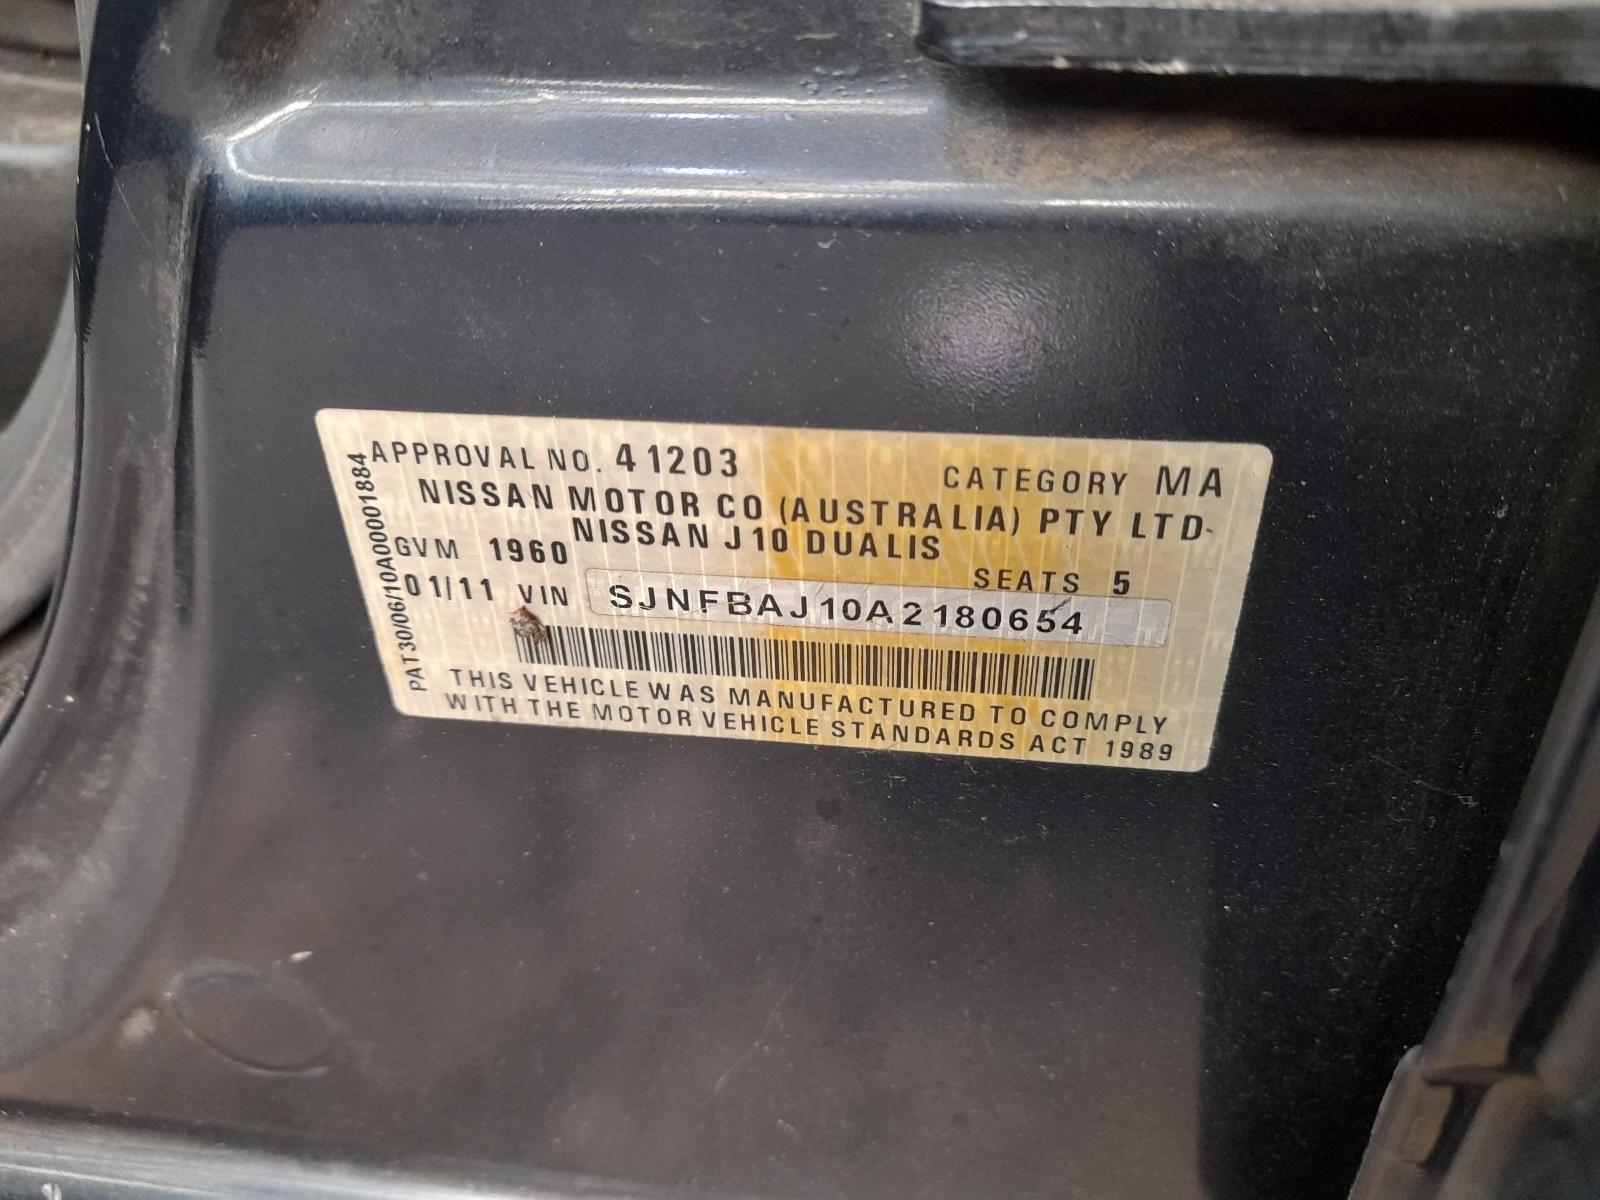 APPROVAL NO. 41203 CATEGORY MA
NISSAN MOTOR CO (AUSTRALIA) PTY LTD
NISSAN J10 DUALIS
GVM 1960 SEATS 5
01/11 VIN SJNFBAJ10A2180654
THIS VEHICLE WAS MANUFACTURED TO COMPLY
WITH THE MOTOR VEHICLE STANDARDS ACT 1989
PAT30/06/10A00001884